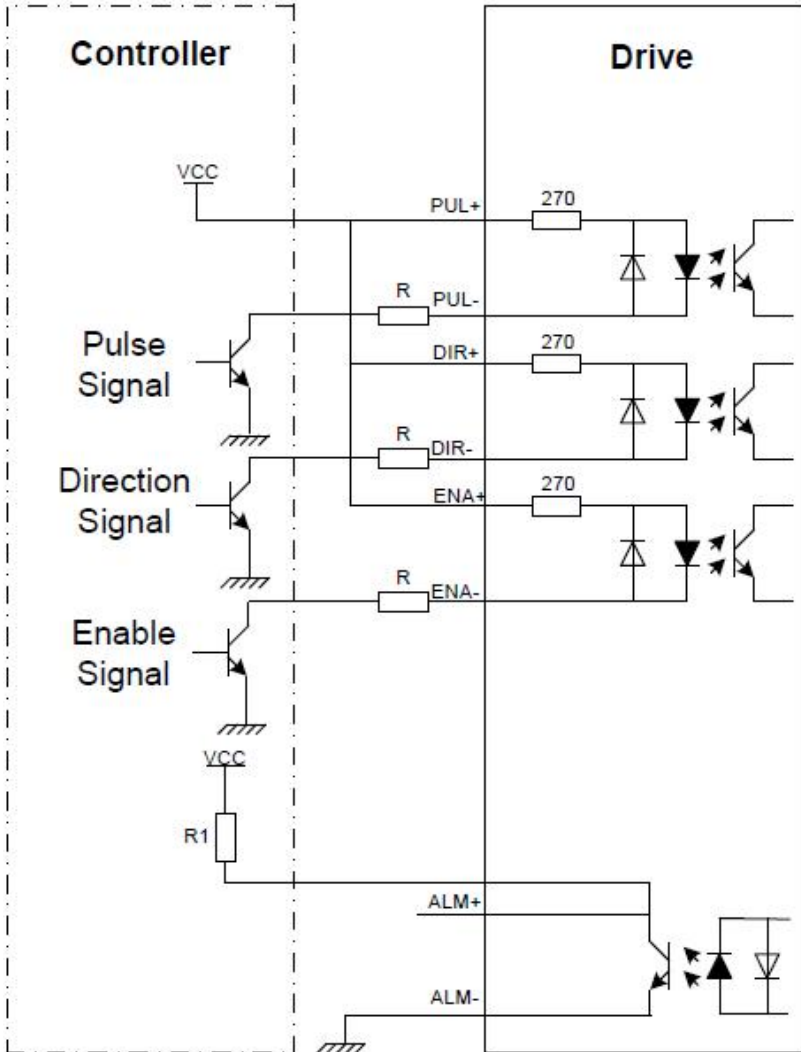 Controller
Drive
VCC
PUL+
270
R
PUL-
Pulse
Signal
DIR+
270
R
DIR-
Direction
Signal
ENA+
270
R
ENA-
Enable
Signal
VCC
R1
ALM+
ALM-